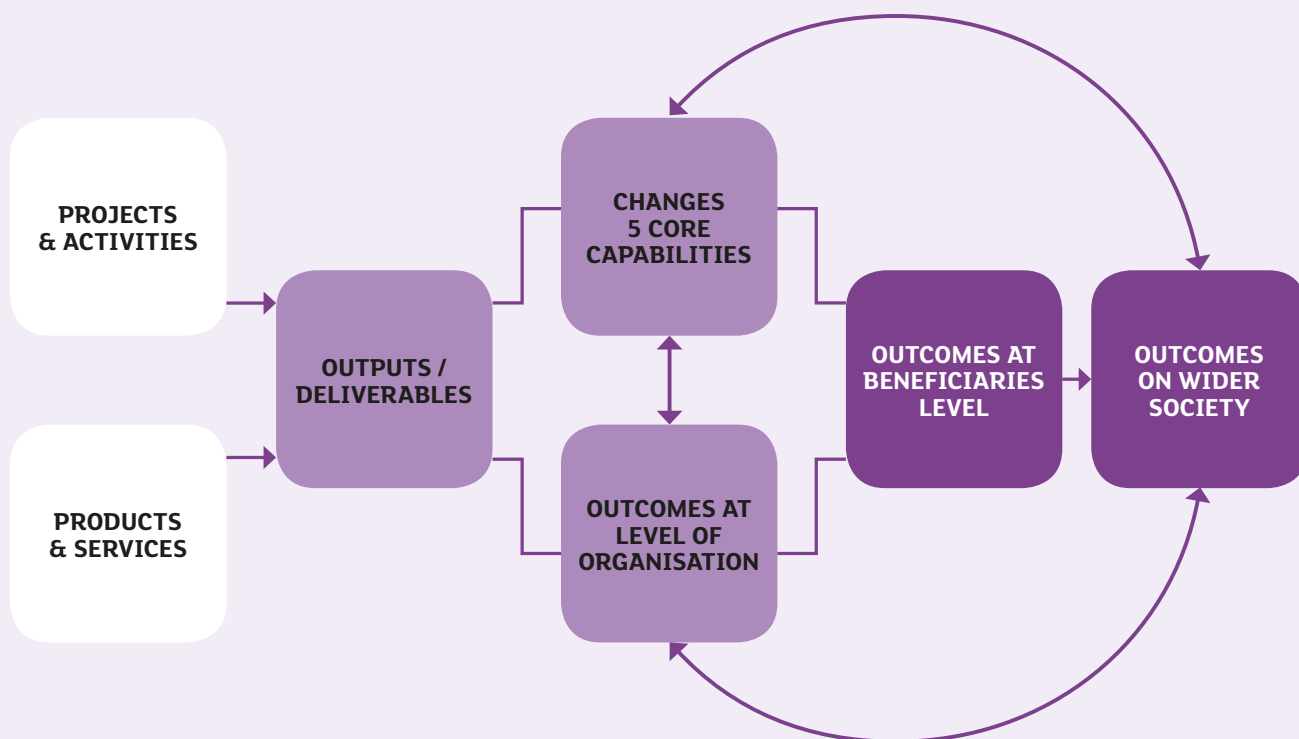 PROJECTS
& ACTIVITIES
PRODUCTS
& SERVICES
OUTPUTS /
DELIVERABLES
CHANGES
5 CORE
CAPABILITIES
OUTCOMES AT
LEVEL OF
ORGANISATION
OUTCOMES AT
BENEFICIARIES
LEVEL
OUTCOMES
ON WIDER
SOCIETY